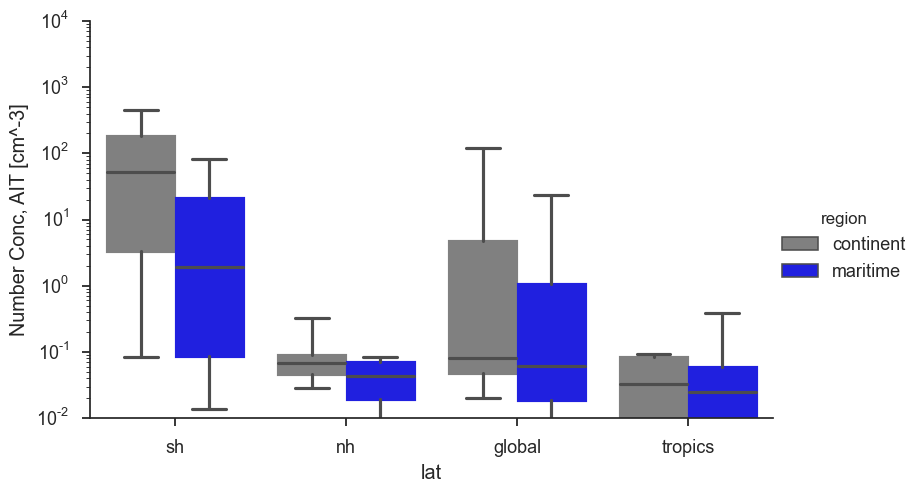 10^4
10^3
10^2
10^1
10^0
10^-1
10^-2
Number Conc, AIT [cm^-3]
sh nh global tropics
lat
region
continent
maritime